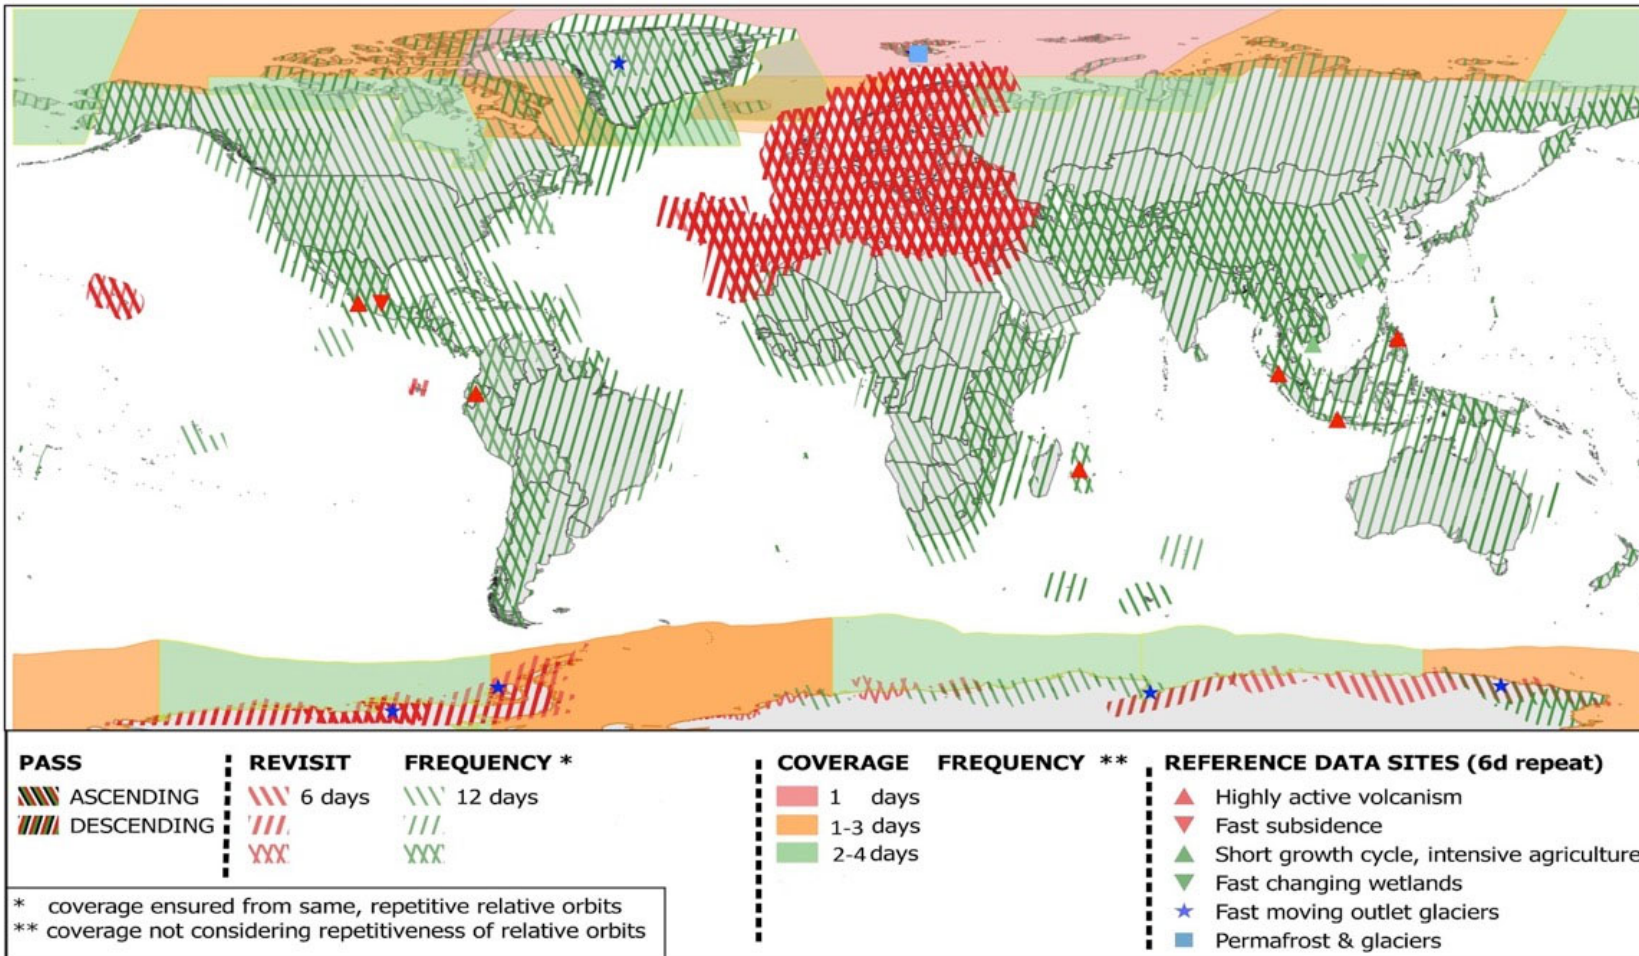 PASS
ASCENDING
DESCENDING
REVISIT FREQUENCY *
6 days 12 days
COVERAGE FREQUENCY **
1 days
1-3 days
2-4 days
REFERENCE DATA SITES (6d repeat)
Highly active volcanism
Fast subsidence
Short growth cycle, intensive agriculture
Fast changing wetlands
Fast moving outlet glaciers
Permafrost & glaciers
* coverage ensured from same, repetitive relative orbits
** coverage not considering repetitiveness of relative orbits